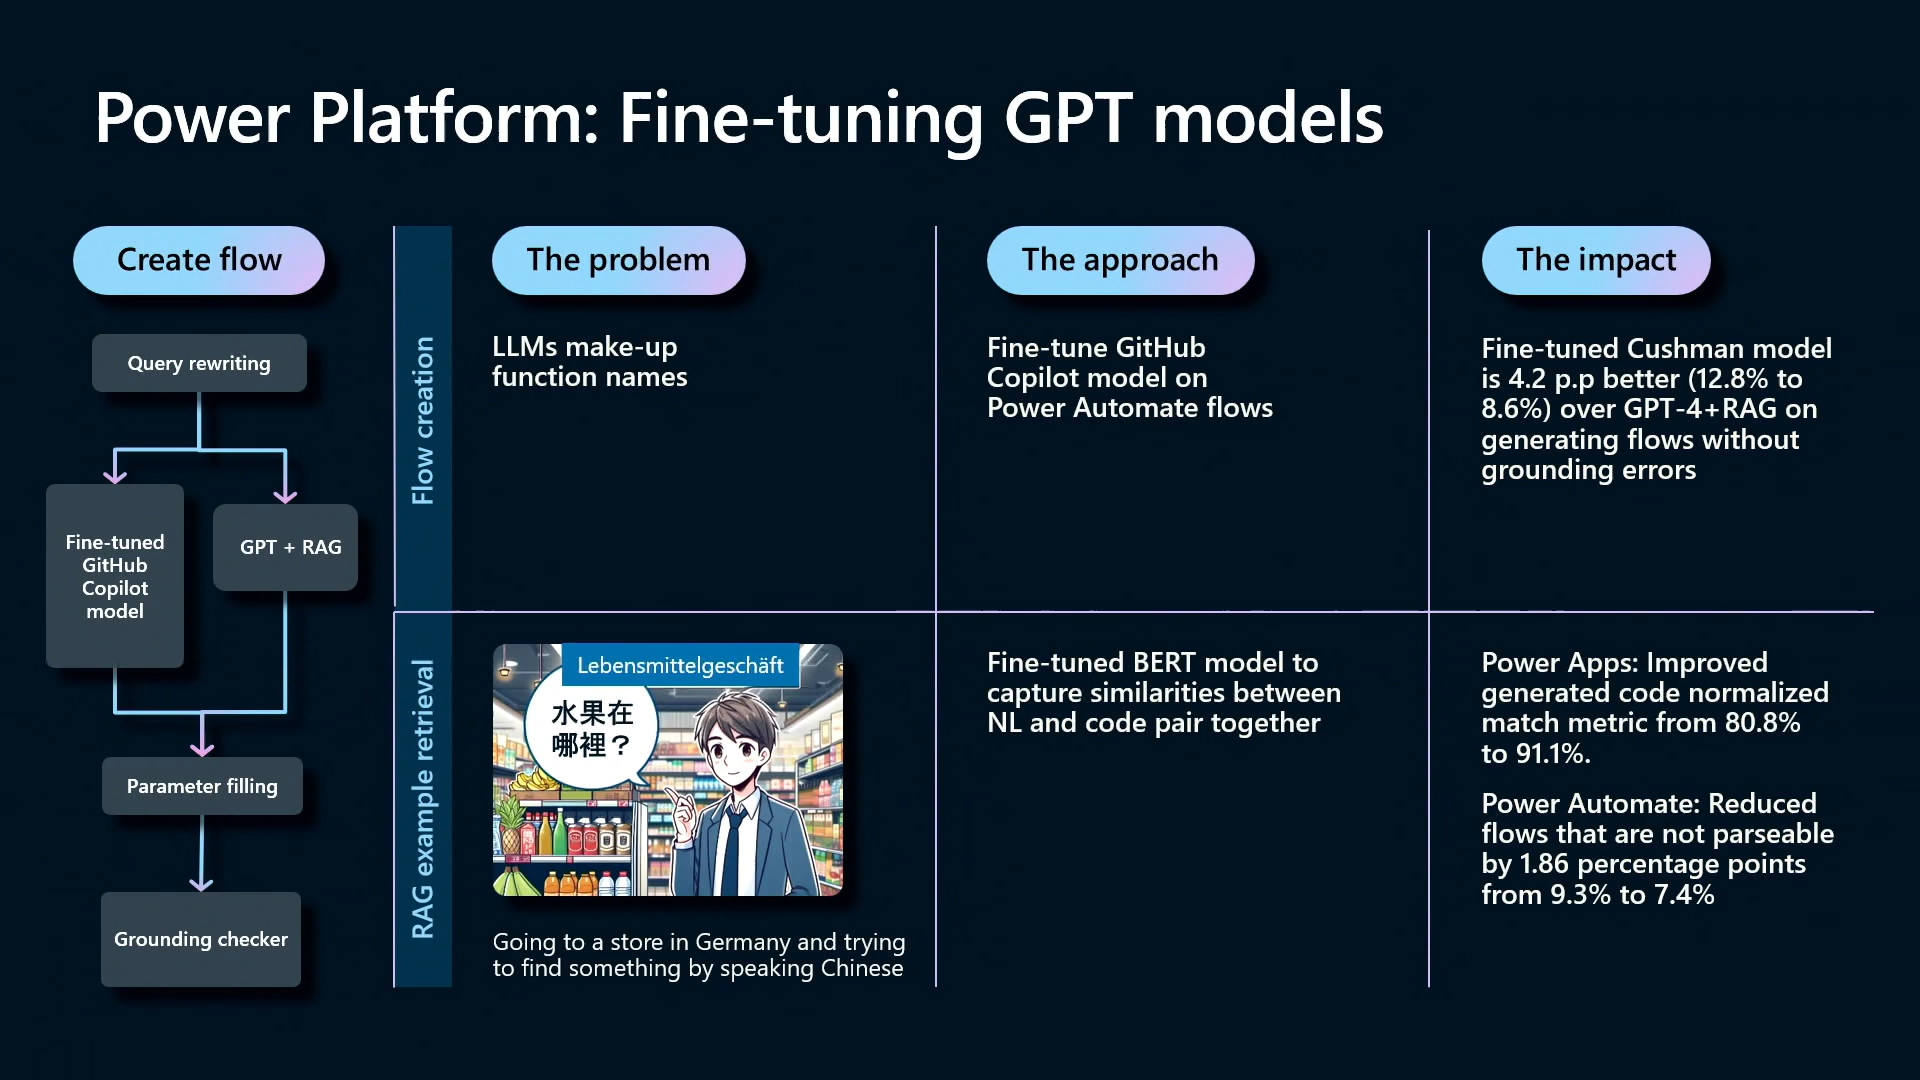 Power Platform: Fine-tuning GPT models
Create flow
Query rewriting
Fine-tuned
GitHub
Copilot
model
GPT + RAG
Parameter filling
Grounding checker
Flow creation
The problem
LLMs make-up
function names
The approach
Fine-tune GitHub
Copilot model on
Power Automate flows
The impact
Fine-tuned Cushman model
is 4.2 p.p better (12.8% to
8.6%) over GPT-4+RAG on
generating flows without
grounding errors
RAG example retrieval
Lebensmittelgeschäft
水果在
哪裡？
Going to a store in Germany and trying
to find something by speaking Chinese
Fine-tuned BERT model to
capture similarities between
NL and code pair together
Power Apps: Improved
generated code normalized
match metric from 80.8%
to 91.1%.
Power Automate: Reduced
flows that are not parseable
by 1.86 percentage points
from 9.3% to 7.4%